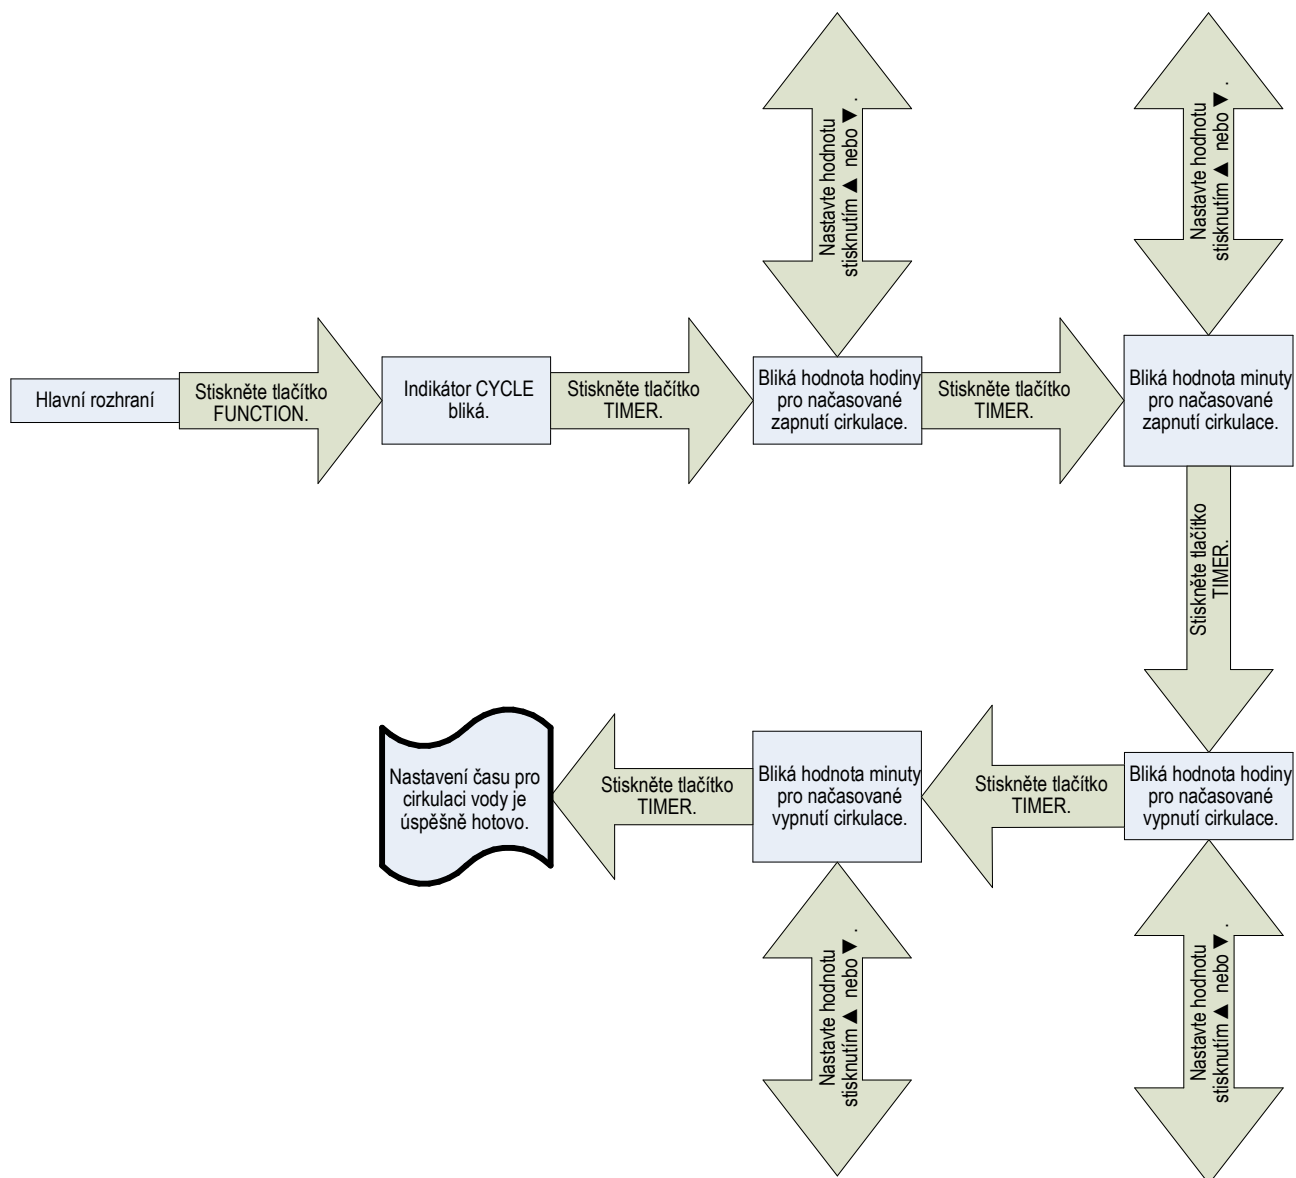 Nastavte hodnotu
stisknutím ▲ nebo ▼.
Nastavte hodnotu
stisknutím ▲ nebo ▼.
Hlavní rozhraní
Stiskněte tlačítko
FUNCTION.
Indikátor CYCLE
bliká.
Stiskněte tlačítko
TIMER.
Bliká hodnota hodiny
pro načasované
zapnutí cirkulace.
Stiskněte tlačítko
TIMER.
Bliká hodnota minuty
pro načasované
zapnutí cirkulace.
Stiskněte tlačítko
TIMER.
Bliká hodnota hodiny
pro načasované
vypnutí cirkulace.
Stiskněte tlačítko
TIMER.
Bliká hodnota minuty
pro načasované
vypnutí cirkulace.
Stiskněte tlačítko
TIMER.
Nastavení času pro
cirkulaci vody je
úspěšně hotovo.
Nastavte hodnotu
stisknutím ▲ nebo ▼.
Nastavte hodnotu
stisknutím ▲ nebo ▼.